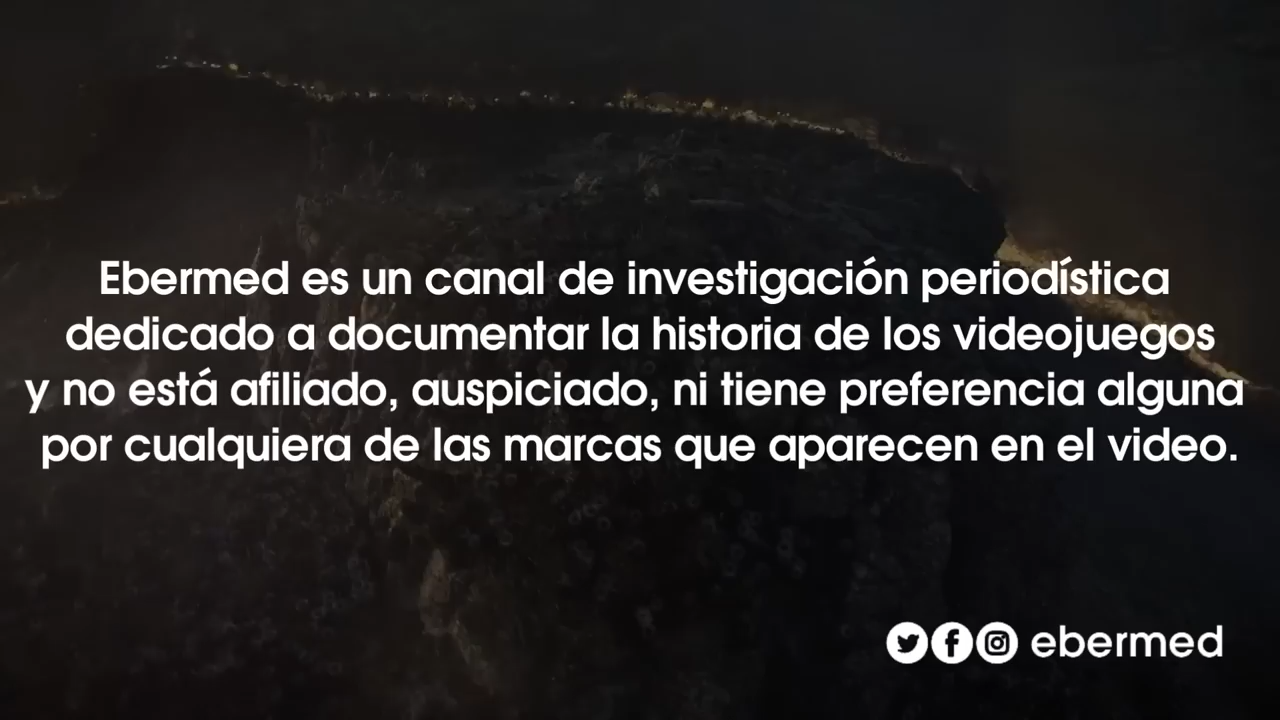 Ebermed es un canal de investigación periodística
dedicado a documentar la historia de los videojuegos
y no está afiliado, auspiciado, ni tiene preferencia alguna
por cualquiera de las marcas que aparecen en el video.
ebermed